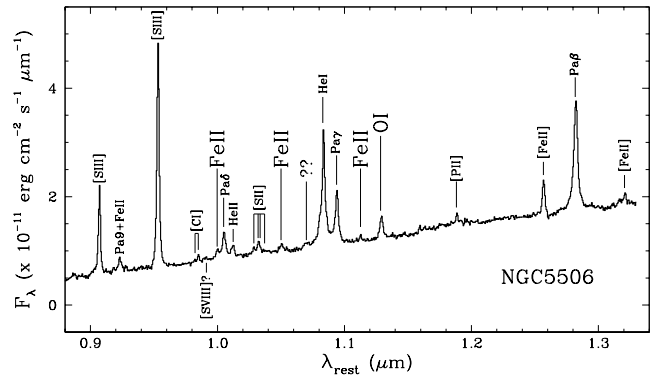 [SIII]
[SIII]
Pa9+FeII
[CI]
[SVIII]?
FeII
Paδ
HeII
[SII]
FeII
??
HeI
Paγ
FeII
OI
[PII]
[FeII]
Paβ
[FeII]
NGC5506
F_λ (x 10⁻¹¹ erg cm⁻² s⁻¹ μm⁻¹)
0
2
4
0.9
1.0
1.1
1.2
1.3
λ_rest (μm)